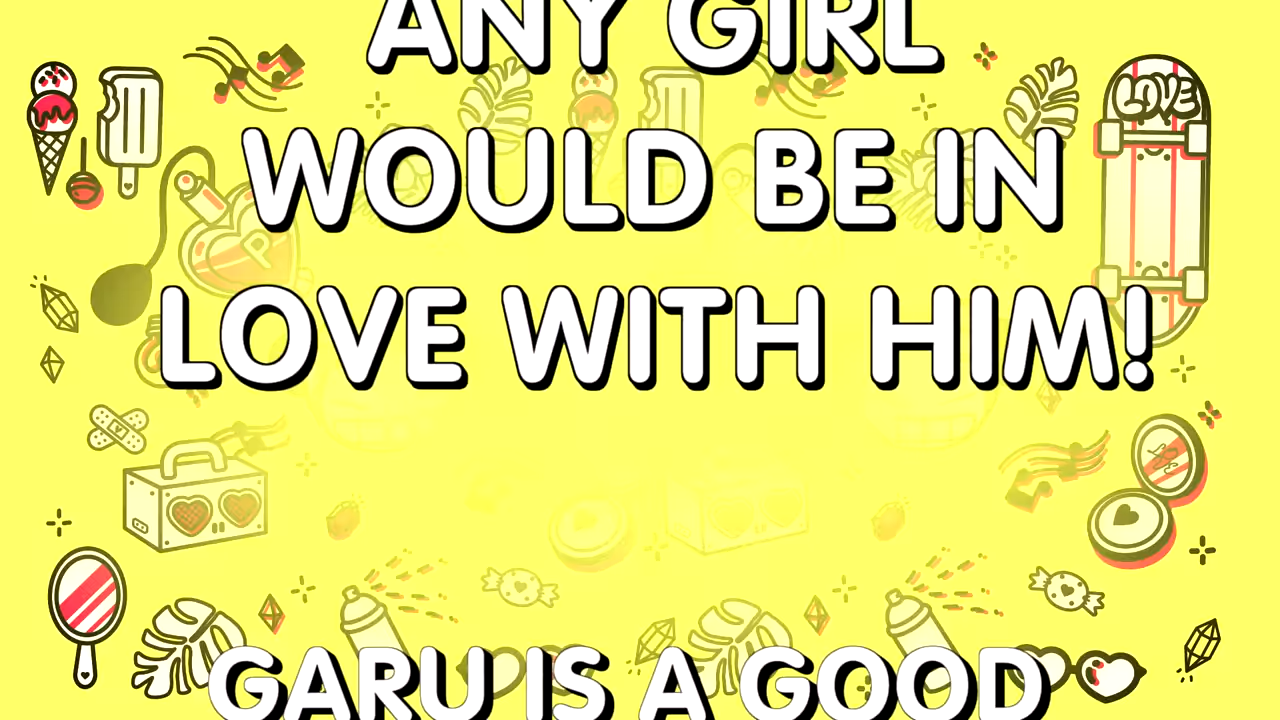 ANY GIRL
LOVE
WOULD BE IN
P
LOVE WITH HIM!
GARU IS A GOOD